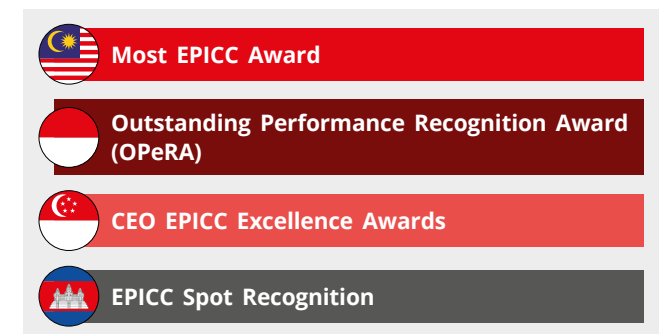 Most EPICC Award
Outstanding Performance Recognition Award
(OPeRA)
CEO EPICC Excellence Awards
EPICC Spot Recognition